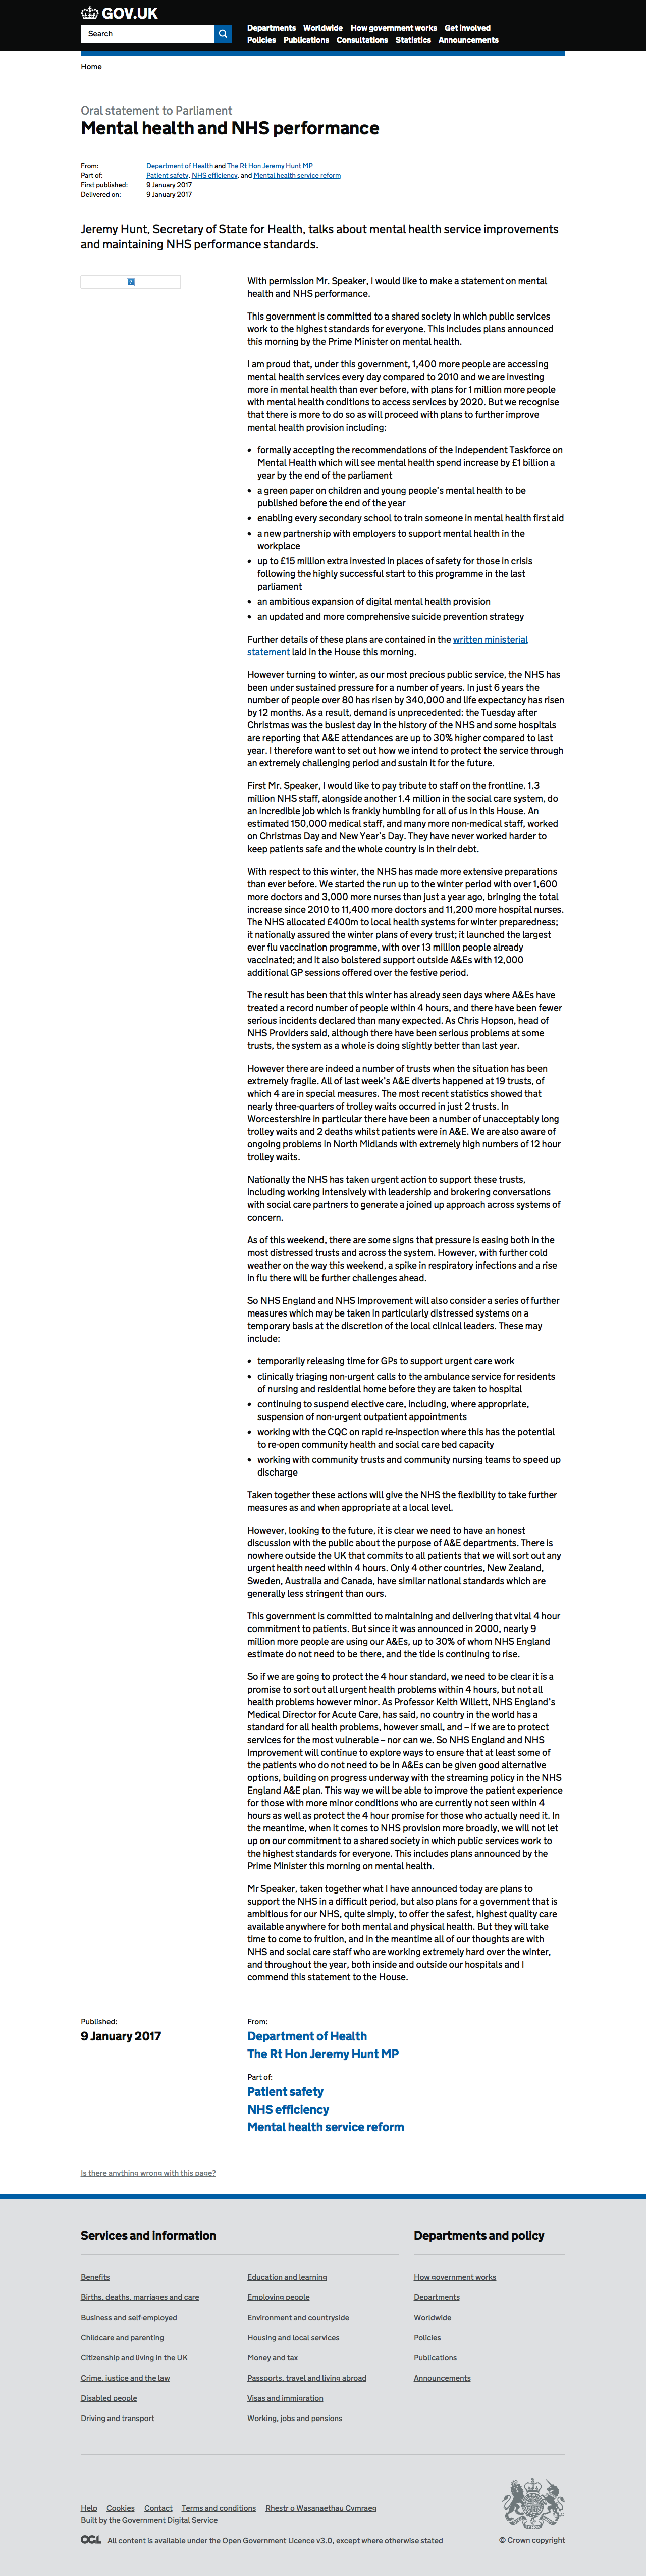 GOV.UK
Search
Departments Worldwide How government works Get involved
Policies Publications Consultations Statistics Announcements
Home
Oral statement to Parliament
Mental health and NHS performance
From: Department of Health and The Rt Hon Jeremy Hunt MP
Part of: Patient safety, NHS efficiency, and Mental health service reform
First published: 9 January 2017
Delivered on: 9 January 2017
Jeremy Hunt, Secretary of State for Health, talks about mental health service improvements
and maintaining NHS performance standards.
With permission Mr. Speaker, I would like to make a statement on mental
health and NHS performance.
This government is committed to a shared society in which public services
work to the highest standards for everyone. This includes plans announced
this morning by the Prime Minister on mental health.
I am proud that, under this government, 1,400 more people are accessing
mental health services every day compared to 2010 and we are investing
more in mental health than ever before, with plans for 1 million more people
with mental health conditions to access services by 2020. But we recognise
that there is more to do so as will proceed with plans to further improve
mental health provision including:
• formally accepting the recommendations of the Independent Taskforce on
Mental Health which will see mental health spend increase by £1 billion a
year by the end of the parliament
• a green paper on children and young people's mental health to be
published before the end of the year
• enabling every secondary school to train someone in mental health first aid
• a new partnership with employers to support mental health in the
workplace
• up to £15 million extra invested in places of safety for those in crisis
following the highly successful start to this programme in the last
parliament
• an ambitious expansion of digital mental health provision
• an updated and more comprehensive suicide prevention strategy
Further details of these plans are contained in the written ministerial
statement laid in the House this morning.
However turning to winter, as our most precious public service, the NHS has
been under sustained pressure for a number of years. In just 6 years the
number of people over 80 has risen by 340,000 and life expectancy has risen
by 12 months. As a result, demand is unprecedented: the Tuesday after
Christmas was the busiest day in the history of the NHS and some hospitals
are reporting that A&E attendances are up to 30% higher compared to last
year. I therefore want to set out how we intend to protect the service through
an extremely challenging period and sustain it for the future.
First Mr. Speaker, I would like to pay tribute to staff on the frontline. 1.3
million NHS staff, alongside another 1.4 million in the social care system, do
an incredible job which is frankly humbling for all of us in this House. An
estimated 150,000 medical staff, and many more non-medical staff, worked
on Christmas Day and New Year's Day. They have never worked harder to
keep patients safe and the whole country is in their debt.
With respect to this winter, the NHS has made more extensive preparations
than ever before. We started the run up to the winter period with over 1,600
more doctors and 3,000 more nurses than just a year ago, bringing the total
increase since 2010 to 11,400 more doctors and 11,200 more hospital nurses.
The NHS allocated £400m to local health systems for winter preparedness;
it nationally assured the winter plans of every trust; it launched the largest
ever flu vaccination programme, with over 13 million people already
vaccinated; and it also bolstered support outside A&Es with 12,000
additional GP sessions offered over the festive period.
The result has been that this winter has already seen days where A&Es have
treated a record number of people within 4 hours, and there have been fewer
serious incidents declared than many expected. As Chris Hopson, head of
NHS Providers said, although there have been serious problems at some
trusts, the system as a whole is doing slightly better than last year.
However there are indeed a number of trusts when the situation has been
extremely fragile. All of last week's A&E diverts happened at 19 trusts, of
which 4 are in special measures. The most recent statistics showed that
nearly three-quarters of trolley waits occurred in just 2 trusts. In
Worcestershire in particular there have been a number of unacceptably long
trolley waits and 2 deaths whilst patients were in A&E. We are also aware of
ongoing problems in North Midlands with extremely high numbers of 12 hour
trolley waits.
Nationally the NHS has taken urgent action to support these trusts,
including working intensively with leadership and brokering conversations
with social care partners to generate a joined up approach across systems of
concern.
As of this weekend, there are some signs that pressure is easing both in the
most distressed trusts and across the system. However, with further cold
weather on the way this weekend, a spike in respiratory infections and a rise
in flu there will be further challenges ahead.
So NHS England and NHS Improvement will also consider a series of further
measures which may be taken in particularly distressed systems on a
temporary basis at the discretion of the local clinical leaders. These may
include:
• temporarily releasing time for GPs to support urgent care work
• clinically triaging non-urgent calls to the ambulance service for residents
of nursing and residential home before they are taken to hospital
• continuing to suspend elective care, including, where appropriate,
suspension of non-urgent outpatient appointments
• working with the CQC on rapid re-inspection where this has the potential
to re-open community health and social care bed capacity
• working with community trusts and community nursing teams to speed up
discharge
Taken together these actions will give the NHS the flexibility to take further
measures as and when appropriate at a local level.
However, looking to the future, it is clear we need to have an honest
discussion with the public about the purpose of A&E departments. There is
nowhere outside the UK that commits to all patients that we will sort out any
urgent health need within 4 hours. Only 4 other countries, New Zealand,
Sweden, Australia and Canada, have similar national standards which are
generally less stringent than ours.
This government is committed to maintaining and delivering that vital 4 hour
commitment to patients. But since it was announced in 2000, nearly 9
million more people are using our A&Es, up to 30% of whom NHS England
estimate do not need to be there, and the tide is continuing to rise.
So if we are going to protect the 4 hour standard, we need to be clear it is a
promise to sort out all urgent health problems within 4 hours, but not all
health problems however minor. As Professor Keith Willett, NHS England's
Medical Director for Acute Care, has said, no country in the world has a
standard for all health problems, however small, and – if we are to protect
services for the most vulnerable – nor can we. So NHS England and NHS
Improvement will continue to explore ways to ensure that at least some of
the patients who do not need to be in A&Es can be given good alternative
options, building on progress underway with the streaming policy in the NHS
England A&E plan. This way we will be able to improve the patient experience
for those with more minor conditions who are currently not seen within 4
hours as well as protect the 4 hour promise for those who actually need it. In
the meantime, when it comes to NHS provision more broadly, we will not let
up on our commitment to a shared society in which public services work to
the highest standards for everyone. This includes plans announced by the
Prime Minister this morning on mental health.
Mr Speaker, taken together what I have announced today are plans to
support the NHS in a difficult period, but also plans for a government that is
ambitious for our NHS, quite simply, to offer the safest, highest quality care
available anywhere for both mental and physical health. But they will take
time to come to fruition, and in the meantime all of our thoughts are with
NHS and social care staff who are working extremely hard over the winter,
and throughout the year, both inside and outside our hospitals and I
commend this statement to the House.
Published:
9 January 2017
From:
Department of Health
The Rt Hon Jeremy Hunt MP
Part of:
Patient safety
NHS efficiency
Mental health service reform
Is there anything wrong with this page?
Services and information
Benefits
Births, deaths, marriages and care
Business and self-employed
Childcare and parenting
Citizenship and living in the UK
Crime, justice and the law
Disabled people
Driving and transport
Education and learning
Employing people
Environment and countryside
Housing and local services
Money and tax
Passports, travel and living abroad
Visas and immigration
Working, jobs and pensions
Departments and policy
How government works
Departments
Worldwide
Policies
Publications
Announcements
Help Cookies Contact Terms and conditions Rhestr o Wasanaethau Cymraeg
Built by the Government Digital Service
OGL All content is available under the Open Government Licence v3.0, except where otherwise stated
© Crown copyright